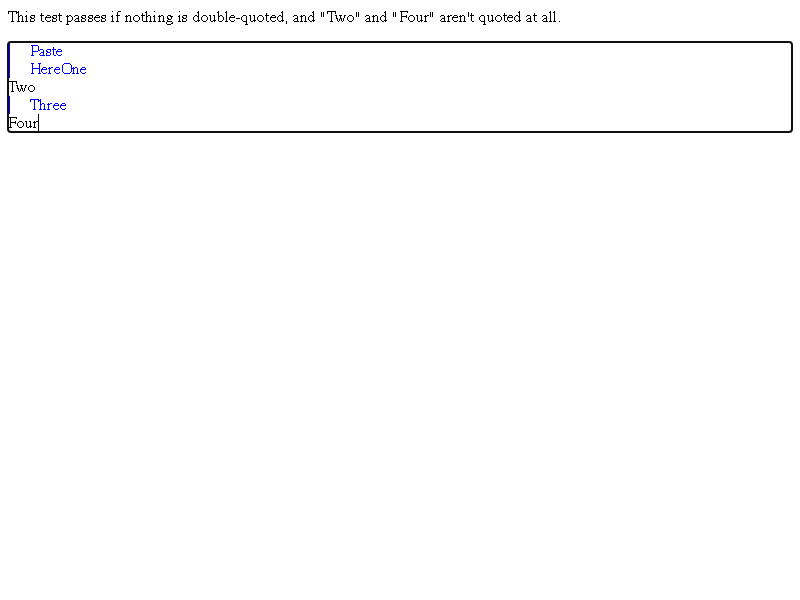 This test passes if nothing is double-quoted, and "Two" and "Four" aren't quoted at all.
Paste
HereOne
Two
Three
Four